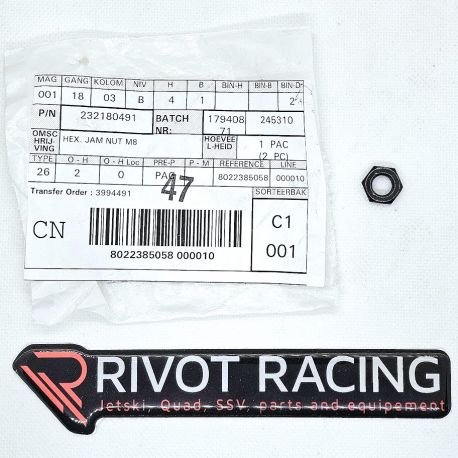 MAG GANG KOLOM NIV H B BIN-H BIN-B BIN-D
001 18 03 B 4 1 2
P/N 232180491 BATCH NR: 179408 71 245310
OMSCHRIJVING HEX. JAM NUT M8 HOEVEEL-HEID 1 PAC (2 PC)
TYPE O - H O - H Loc PRE-P P - M REFERENCE LINE
26 2 0 PAC 47 8022385058 000010
Transfer Order : 3994491 SORTEERBAK
CN C1
8022385058 000010 001
RIVOT RACING
Jetski, Quad, SSV, parts and equipement